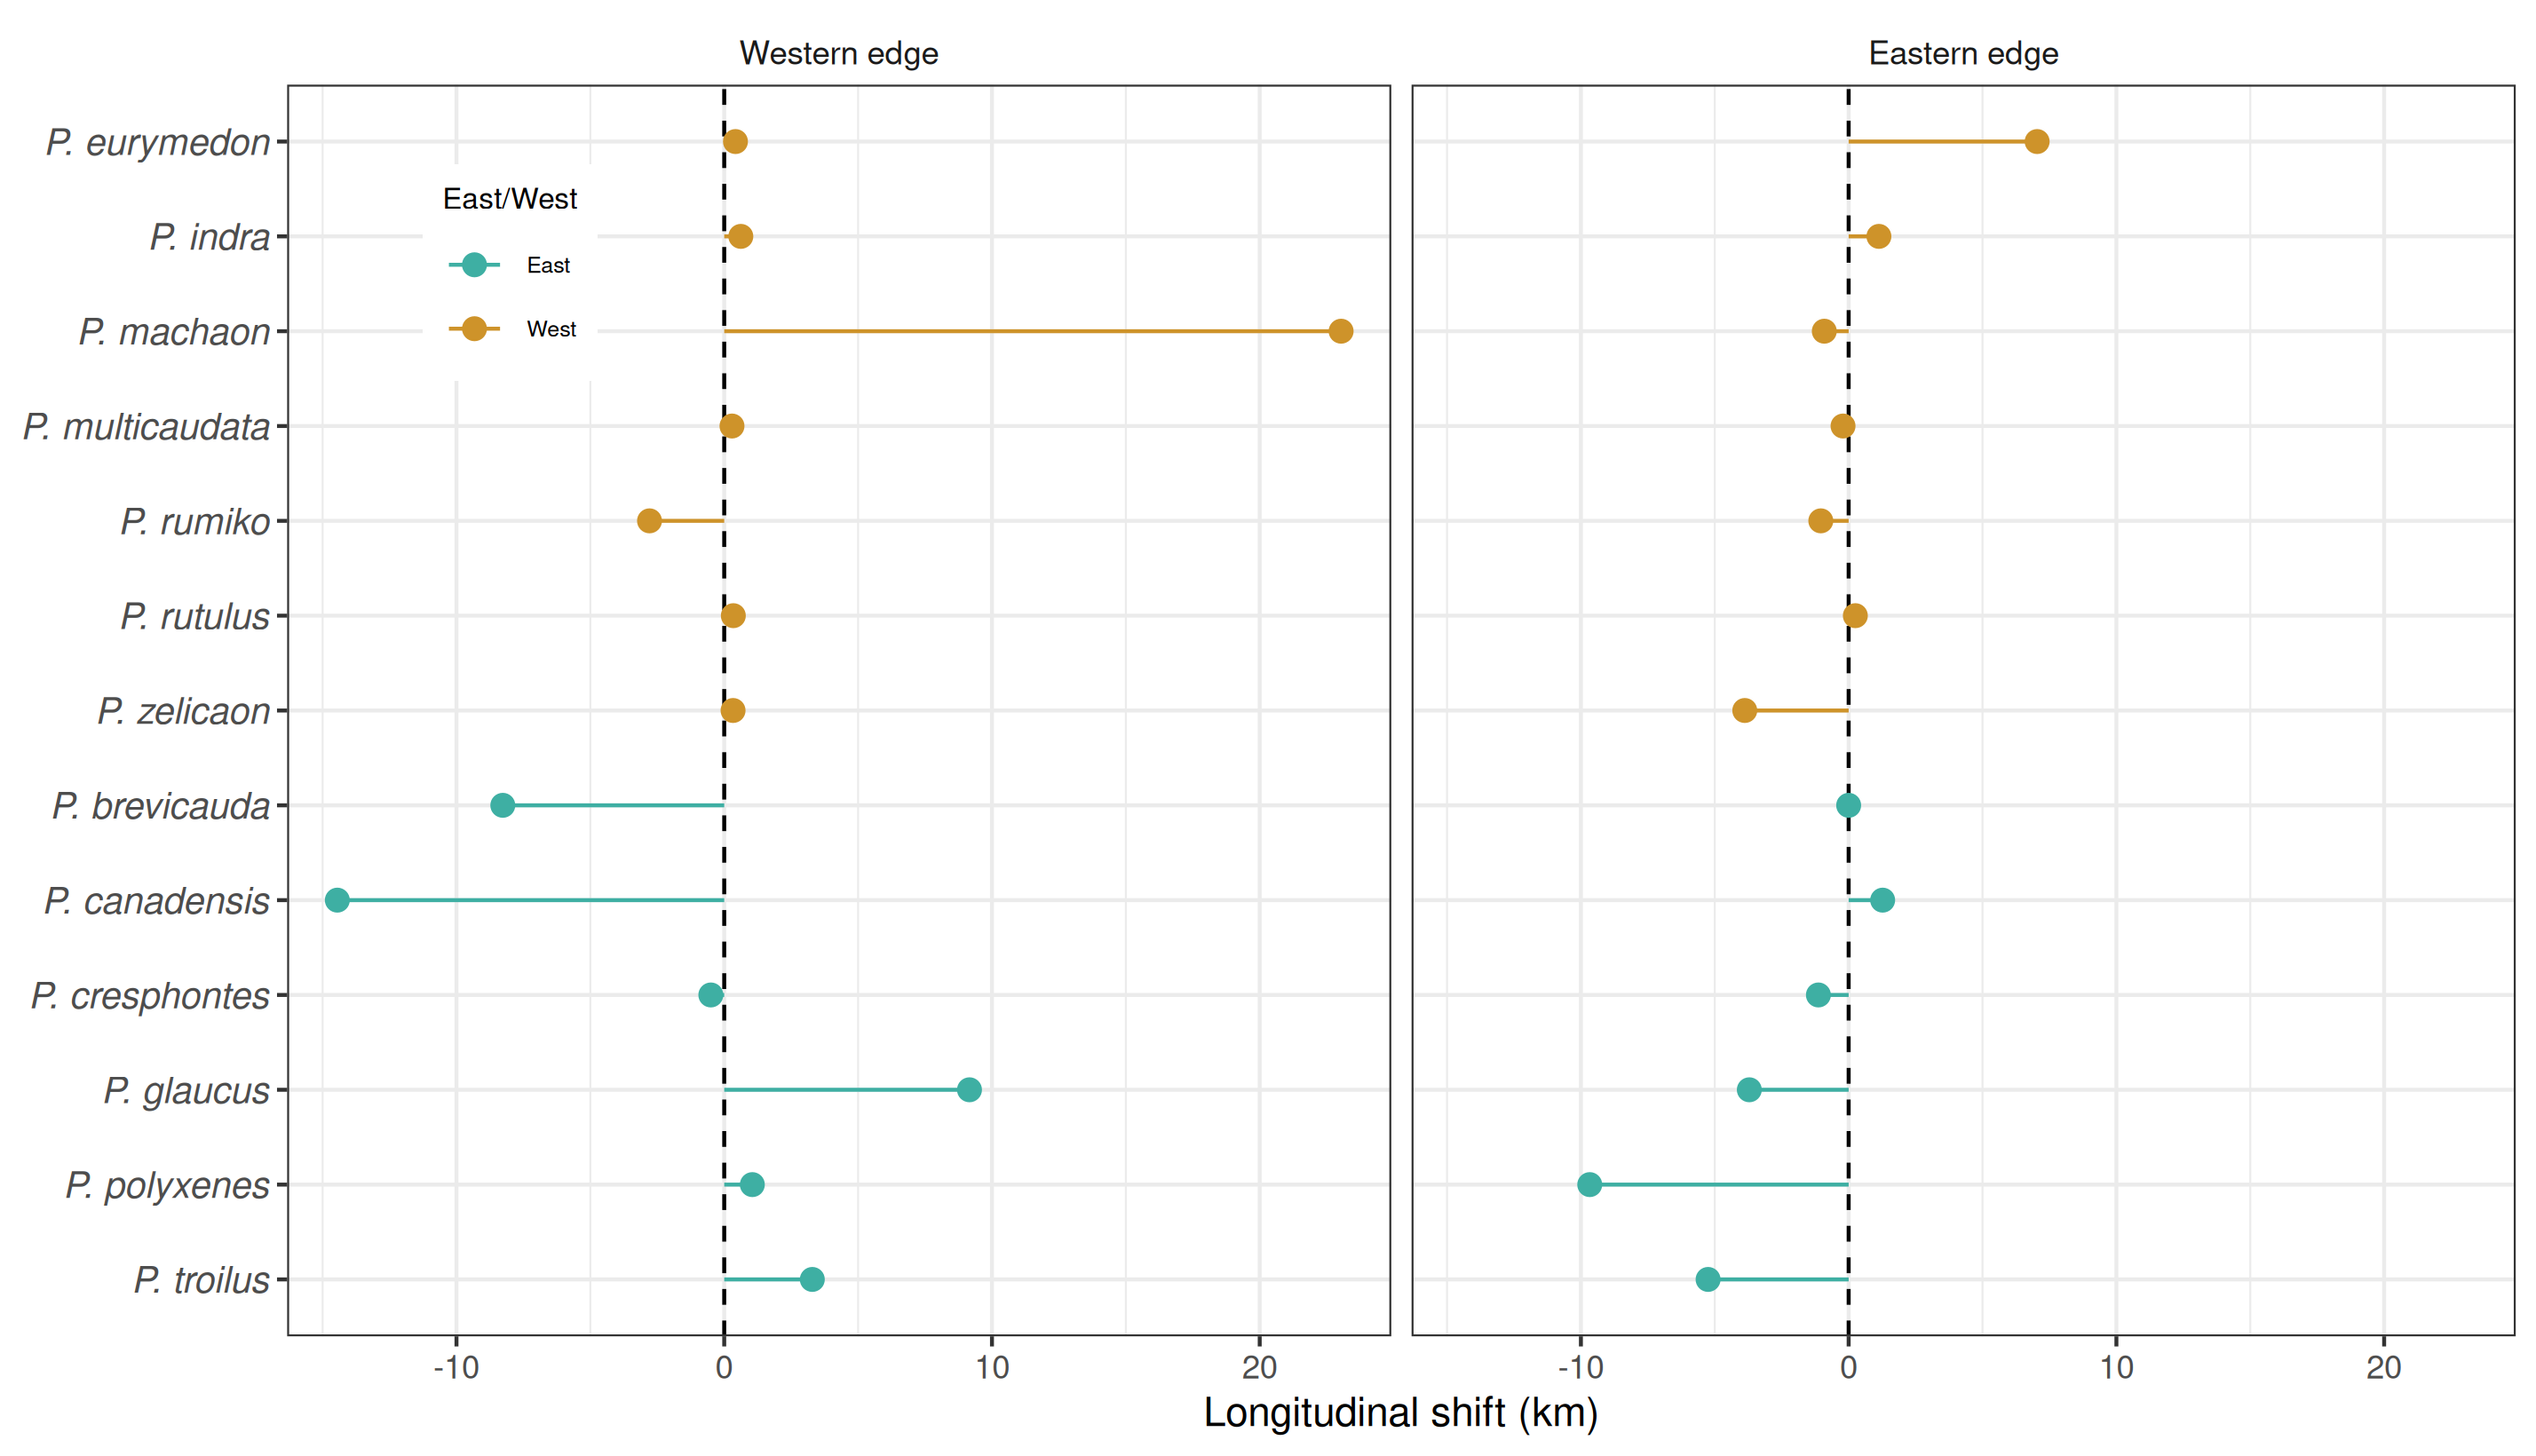 Western edge
Eastern edge
P. eurymedon
P. indra
P. machaon
P. multicaudata
P. rumiko
P. rutulus
P. zelicaon
P. brevicauda
P. canadensis
P. cresphontes
P. glaucus
P. polyxenes
P. troilus
East/West
East
West
-10 0 10 20
-10 0 10 20
Longitudinal shift (km)